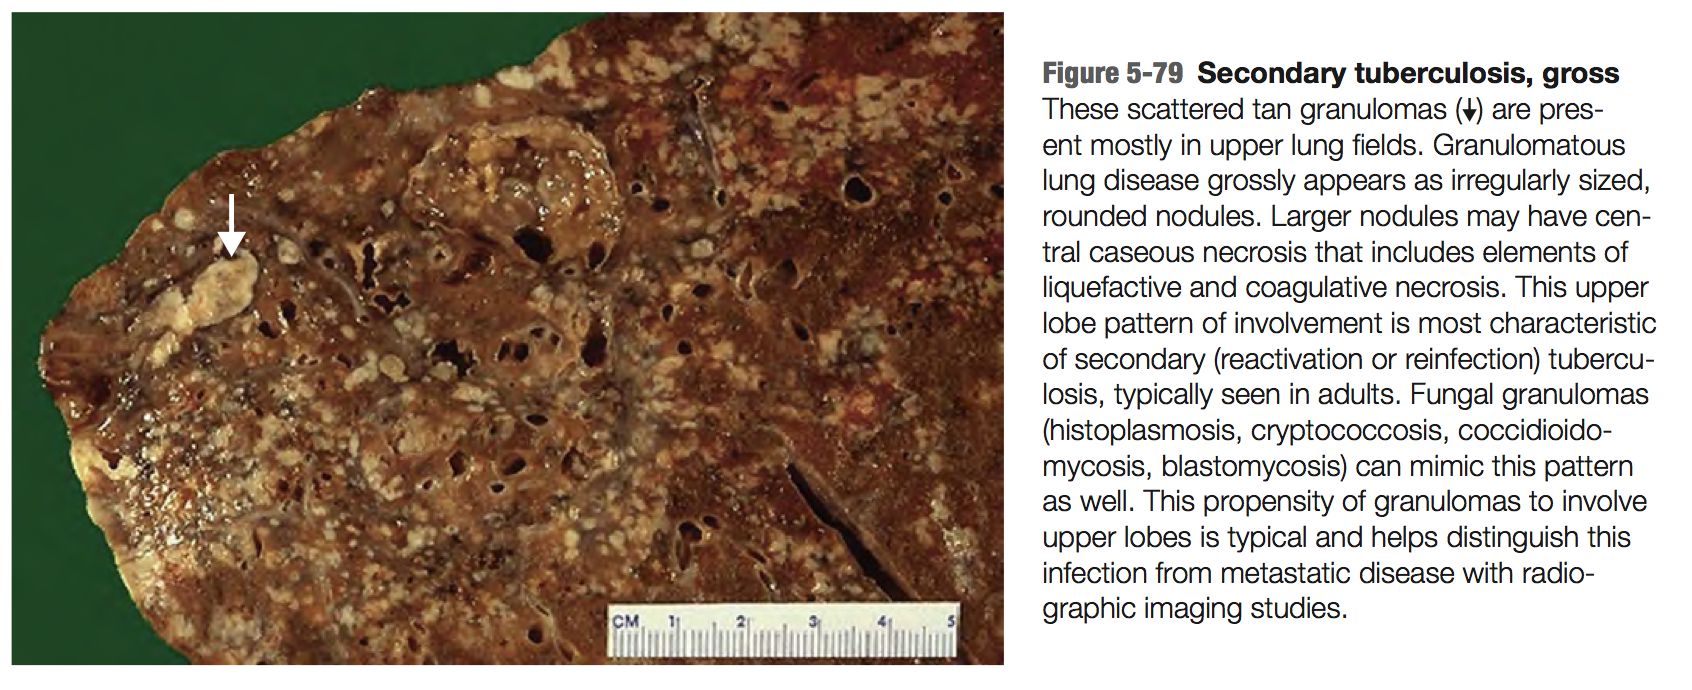 Figure 5-79 Secondary tuberculosis, gross
These scattered tan granulomas (↓) are pres-
ent mostly in upper lung fields. Granulomatous
lung disease grossly appears as irregularly sized,
rounded nodules. Larger nodules may have cen-
tral caseous necrosis that includes elements of
liquefactive and coagulative necrosis. This upper
lobe pattern of involvement is most characteristic
of secondary (reactivation or reinfection) tubercu-
losis, typically seen in adults. Fungal granulomas
(histoplasmosis, cryptococcosis, coccidioido-
mycosis, blastomycosis) can mimic this pattern
as well. This propensity of granulomas to involve
upper lobes is typical and helps distinguish this
infection from metastatic disease with radio-
graphic imaging studies.
CM 1 2 3 4 5